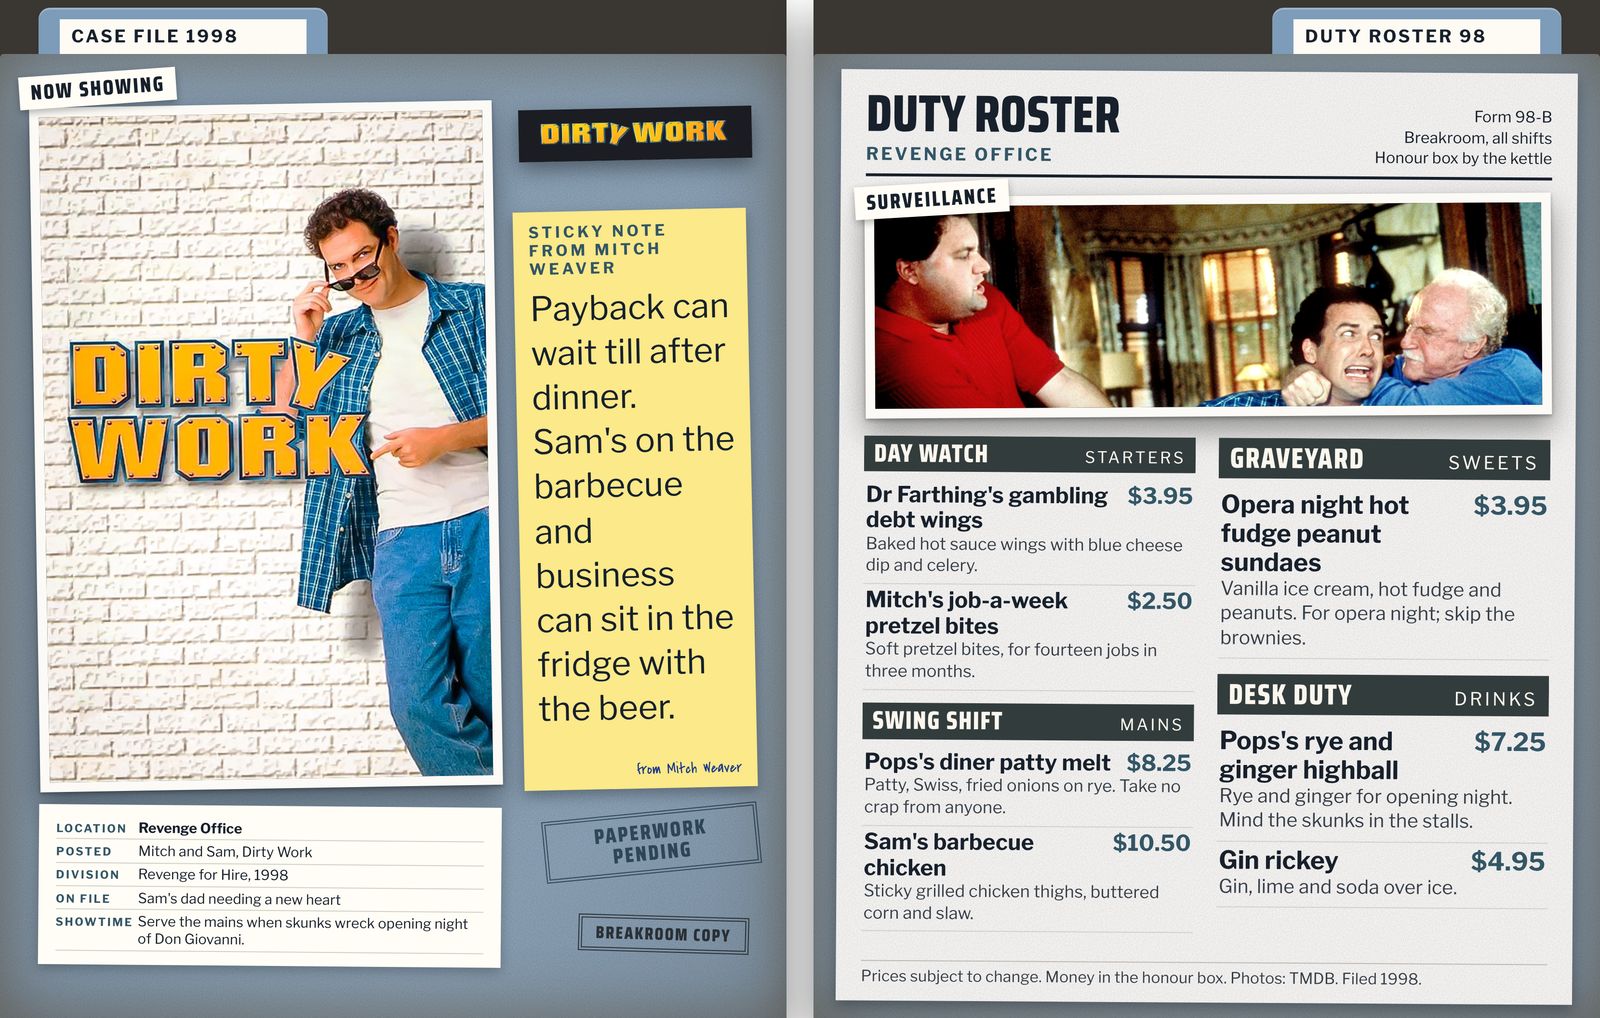 CASE FILE 1998
NOW SHOWING
DIRTY
WORK
DIRTY WORK
STICKY NOTE
FROM MITCH
WEAVER
Payback can
wait till after
dinner.
Sam's on the
barbecue
and
business
can sit in the
fridge with
the beer.
from Mitch Weaver
LOCATION Revenge Office
POSTED Mitch and Sam, Dirty Work
DIVISION Revenge for Hire, 1998
ON FILE Sam's dad needing a new heart
SHOWTIME Serve the mains when skunks wreck opening night
of Don Giovanni.
PAPERWORK
PENDING
BREAKROOM COPY
DUTY ROSTER 98
DUTY ROSTER
REVENGE OFFICE
Form 98-B
Breakroom, all shifts
Honour box by the kettle
SURVEILLANCE
DAY WATCH STARTERS
Dr Farthing's gambling $3.95
debt wings
Baked hot sauce wings with blue cheese
dip and celery.
Mitch's job-a-week $2.50
pretzel bites
Soft pretzel bites, for fourteen jobs in
three months.
SWING SHIFT MAINS
Pops's diner patty melt $8.25
Patty, Swiss, fried onions on rye. Take no
crap from anyone.
Sam's barbecue $10.50
chicken
Sticky grilled chicken thighs, buttered
corn and slaw.
GRAVEYARD SWEETS
Opera night hot $3.95
fudge peanut
sundaes
Vanilla ice cream, hot fudge and
peanuts. For opera night; skip the
brownies.
DESK DUTY DRINKS
Pops's rye and $7.25
ginger highball
Rye and ginger for opening night.
Mind the skunks in the stalls.
Gin rickey $4.95
Gin, lime and soda over ice.
Prices subject to change. Money in the honour box. Photos: TMDB. Filed 1998.